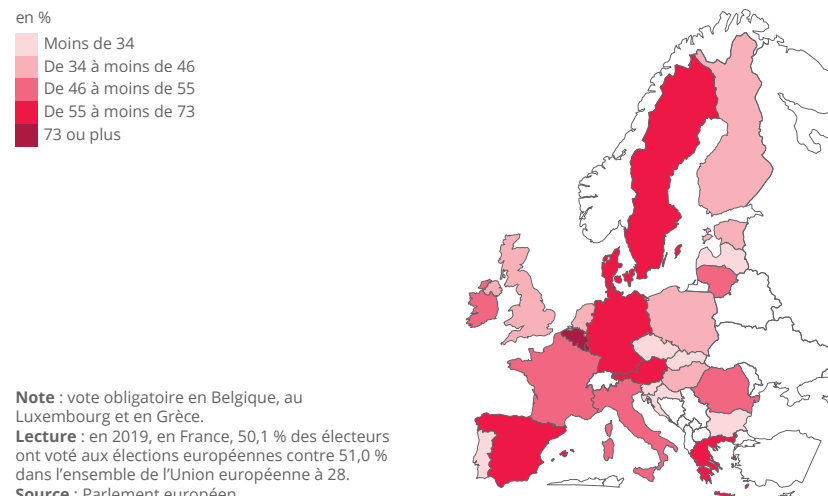 en %
Moins de 34
De 34 à moins de 46
De 46 à moins de 55
De 55 à moins de 73
73 ou plus
Note : vote obligatoire en Belgique, au
Luxembourg et en Grèce.
Lecture : en 2019, en France, 50,1 % des électeurs
ont voté aux élections européennes contre 51,0 %
dans l'ensemble de l'Union européenne à 28.
Source : Parlement européen